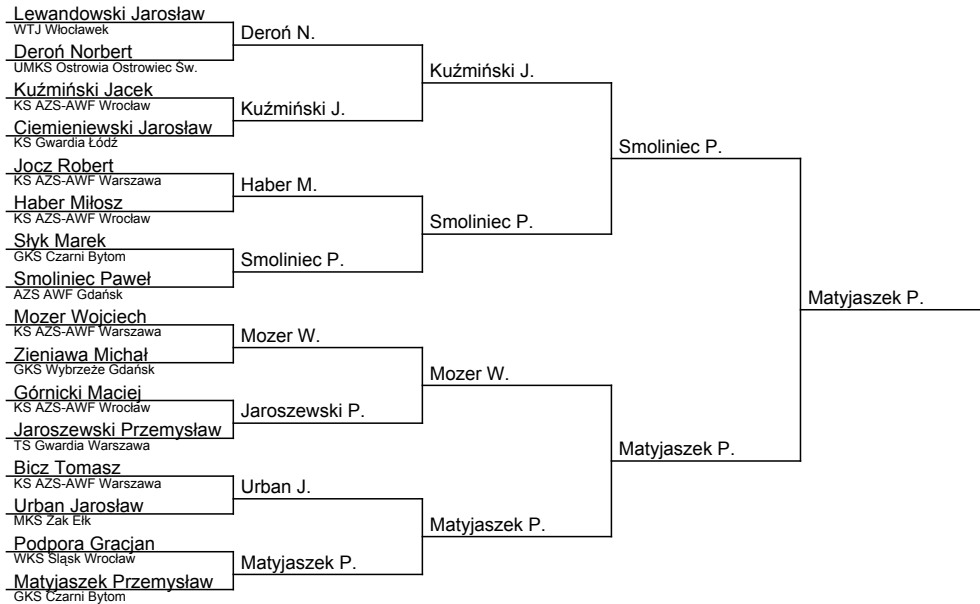 Lewandowski Jarosław
WTJ Włocławek
Deroń Norbert
UMKS Ostrovia Ostrowiec Św.
Kuźmiński Jacek
KS AZS-AWF Wrocław
Ciemieniewski Jarosław
KS Gwardia Łódź
Jocz Robert
KS AZS-AWF Warszawa
Haber Miłosz
KS AZS-AWF Wrocław
Słyk Marek
GKS Czarni Bytom
Smoliniec Paweł
AZS AWF Gdańsk
Mozer Wojciech
KS AZS-AWF Warszawa
Zieniawa Michał
GKS Wybrzeże Gdańsk
Górnicki Maciej
KS AZS-AWF Wrocław
Jaroszewski Przemysław
TS Gwardia Warszawa
Bicz Tomasz
KS AZS-AWF Warszawa
Urban Jarosław
MKS Żak Ełk
Podpora Gracjan
WKS Śląsk Wrocław
Matyjaszek Przemysław
GKS Czarni Bytom
Deroń N.
Kuźmiński J.
Haber M.
Smoliniec P.
Mozer W.
Jaroszewski P.
Urban J.
Matyjaszek P.
Kuźmiński J.
Smoliniec P.
Mozer W.
Matyjaszek P.
Smoliniec P.
Matyjaszek P.
Matyjaszek P.